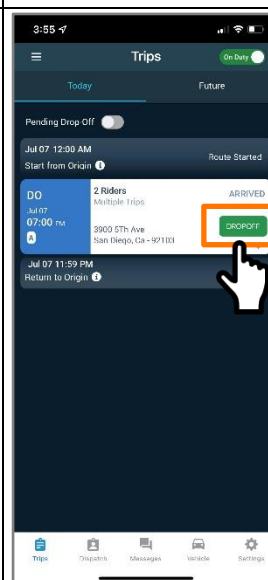 3:55
Trips
On Duty
Today
Future
Pending Drop Off
Jul 07 12:00 AM
Start from Origin
Route Started
DO
Jul 07
07:00 PM
A
2 Riders
Multiple Trips
3900 5Th Ave
San Diego, Ca - 92103
ARRIVED
DROPOFF
Jul 07 11:59 PM
Return to Origin
Trips
Dispatch
Messages
Vehicle
Settings